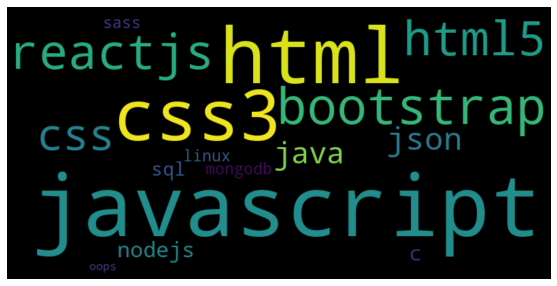 sass
reactjs
html
html5
css3
bootstrap
css
json
java
linux
sql
mongodb
javascript
nodejs
c
oops